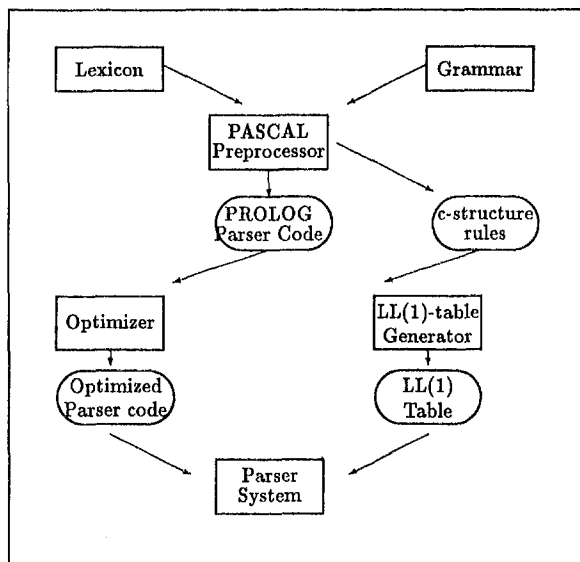 Lexicon
Grammar
PASCAL
Preprocessor
PROLOG
Parser Code
c-structure
rules
Optimizer
LL(1)-table
Generator
Optimized
Parser code
LL(1)
Table
Parser
System